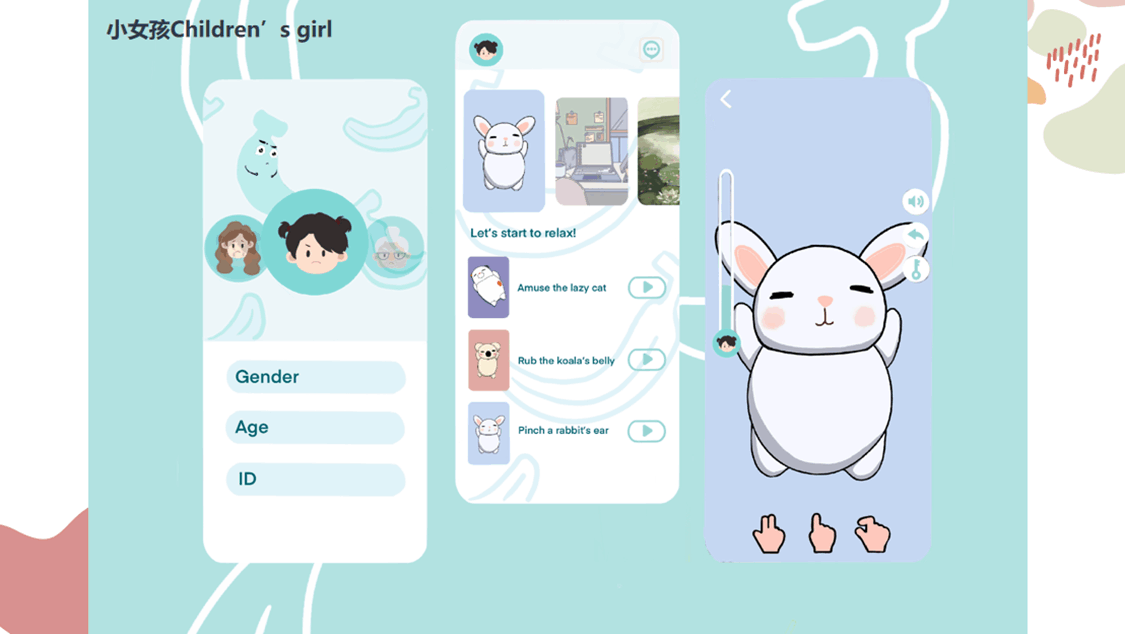 小女孩Children’s girl
Gender
Age
ID
Let's start to relax!
Amuse the lazy cat
Rub the koala's belly
Pinch a rabbit's ear